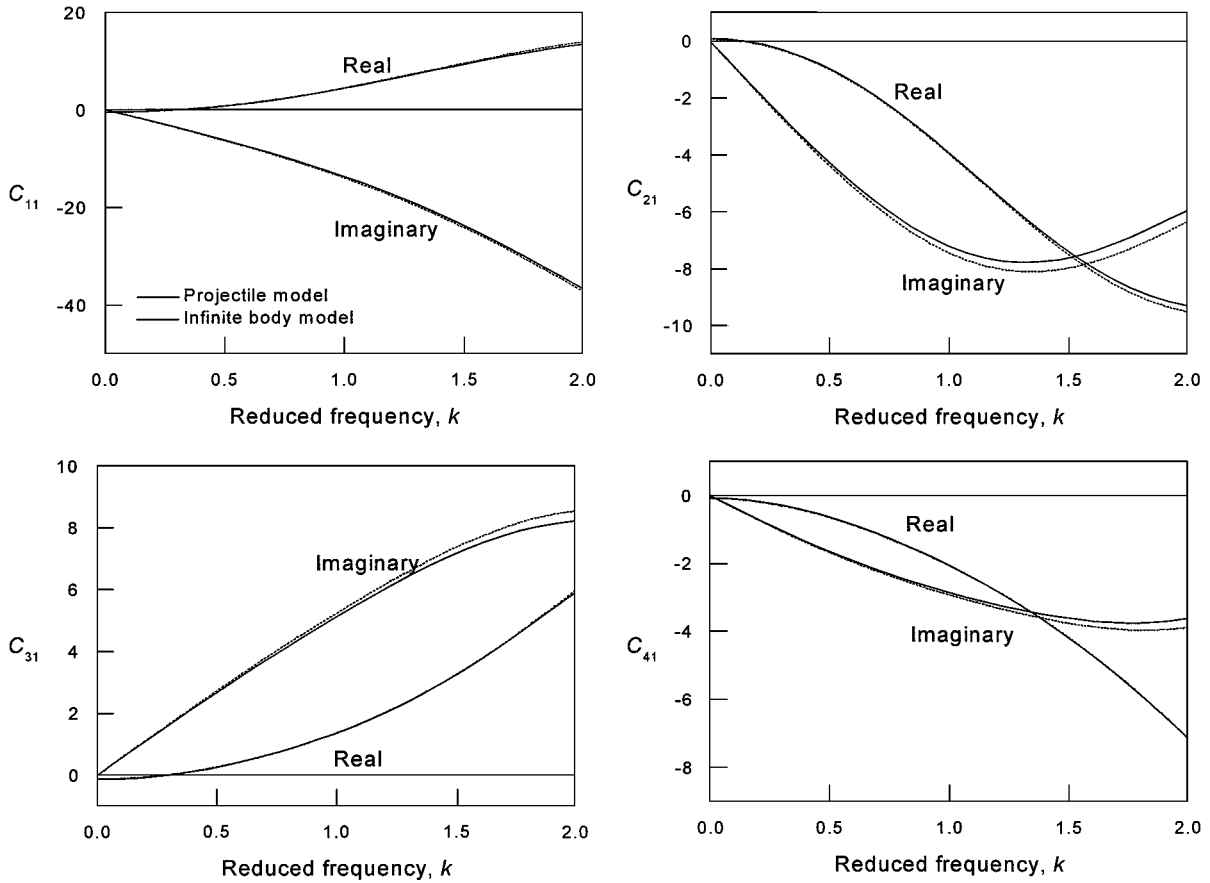 20
0
-20
-40
C11
Real
Imaginary
Projectile model
Infinite body model
0.0 0.5 1.0 1.5 2.0
Reduced frequency, k
0
-2
-4
-6
-8
-10
C21
Real
Imaginary
0.0 0.5 1.0 1.5 2.0
Reduced frequency, k
10
8
6
4
2
0
C31
Imaginary
Real
0.0 0.5 1.0 1.5 2.0
Reduced frequency, k
0
-2
-4
-6
-8
C41
Real
Imaginary
0.0 0.5 1.0 1.5 2.0
Reduced frequency, k